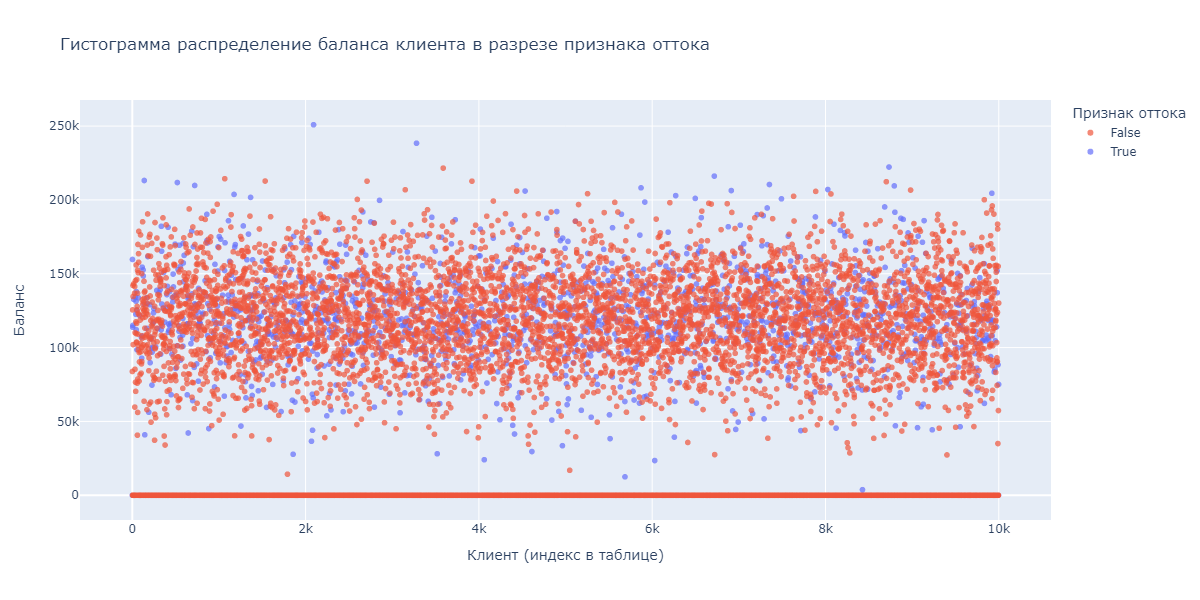 Гистограмма распределение баланса клиента в разрезе признака оттока
Признак оттока
False
True
250k
200k
150k
100k
50k
0
Баланс
0
2k
4k
6k
8k
10k
Клиент (индекс в таблице)